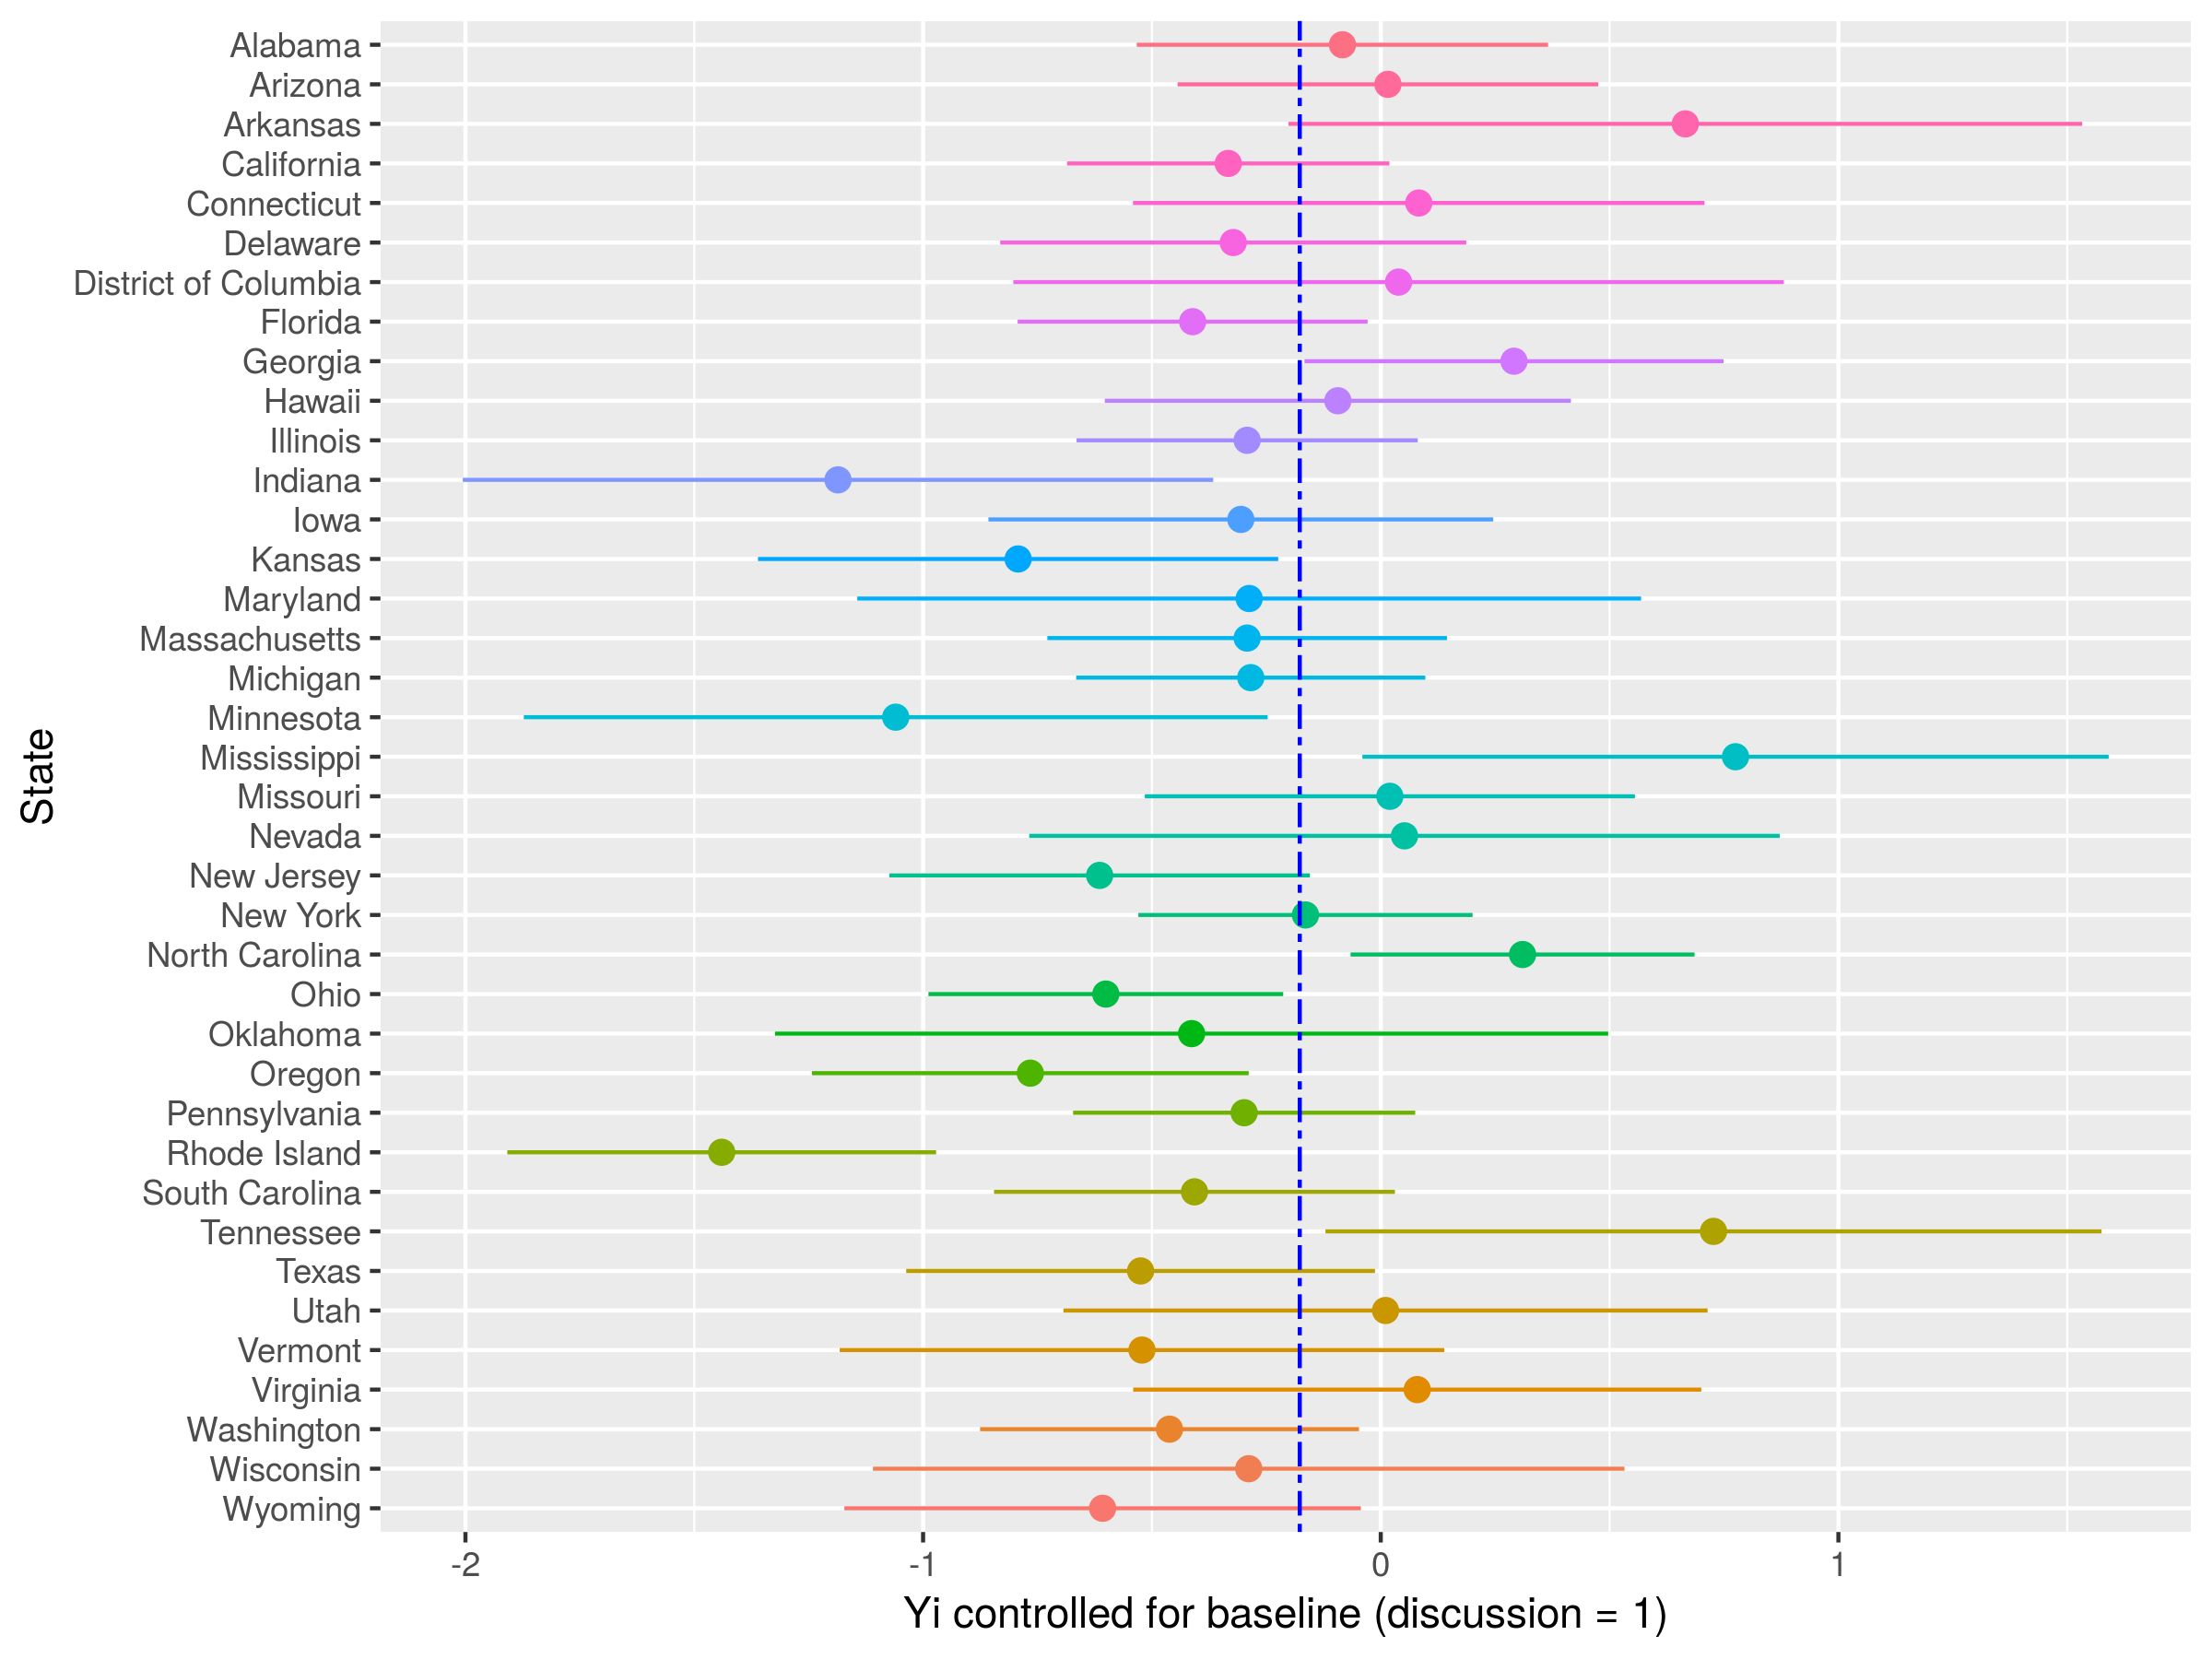 Alabama
Arizona
Arkansas
California
Connecticut
Delaware
District of Columbia
Florida
Georgia
Hawaii
Illinois
Indiana
Iowa
Kansas
Maryland
Massachusetts
Michigan
Minnesota
Mississippi
Missouri
Nevada
New Jersey
New York
North Carolina
Ohio
Oklahoma
Oregon
Pennsylvania
Rhode Island
South Carolina
Tennessee
Texas
Utah
Vermont
Virginia
Washington
Wisconsin
Wyoming
State
-2 -1 0 1
Yi controlled for baseline (discussion = 1)